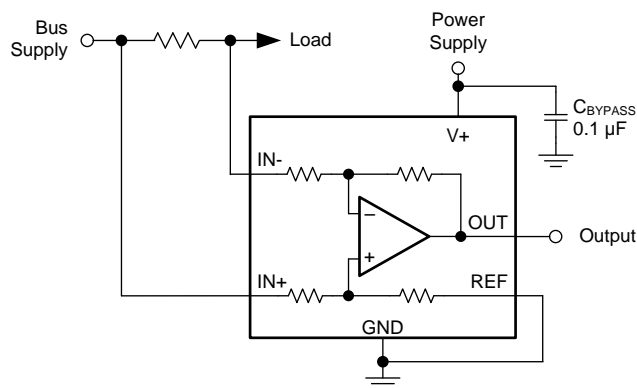 Bus
Supply
Load
Power
Supply
CBYPASS
0.1 µF
V+
IN-
−
OUT
Output
+
IN+
REF
GND